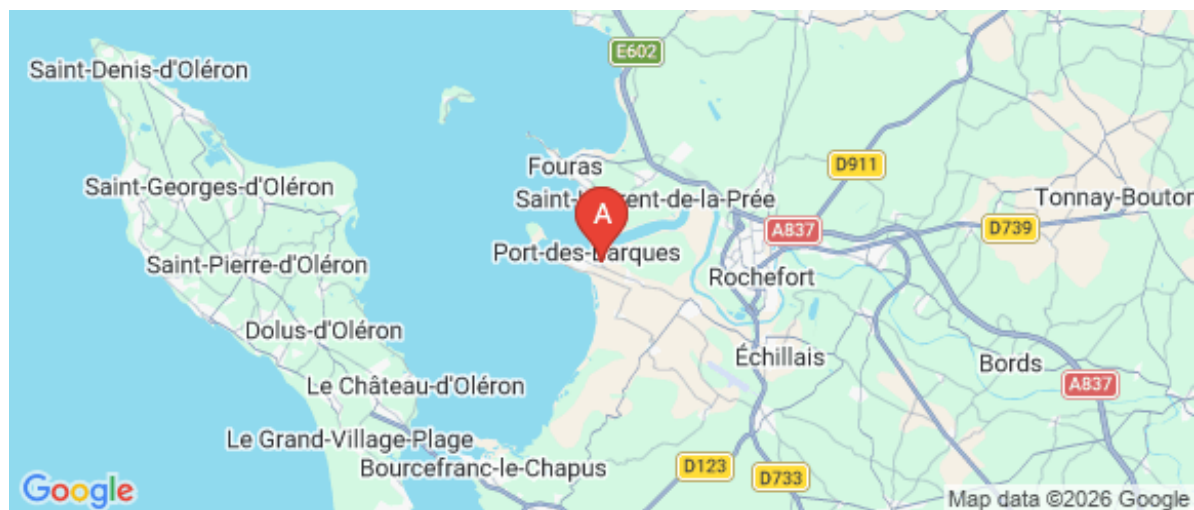 E602
Saint-Denis-d'Oléron
Fouras
D911
Saint-Georges-d'Oléron
Tonnay-Bouton
A
A837
D739
Port-des-Barques
Saint-Pierre-d'Oléron
Rochefort
Dolus-d'Oléron
Échillais
Bords
Le Château-d'Oléron
A837
Le Grand-Village-Plage
Bourcefranc-le-Chapus
D123
D733
Google
Map data ©2026 Google